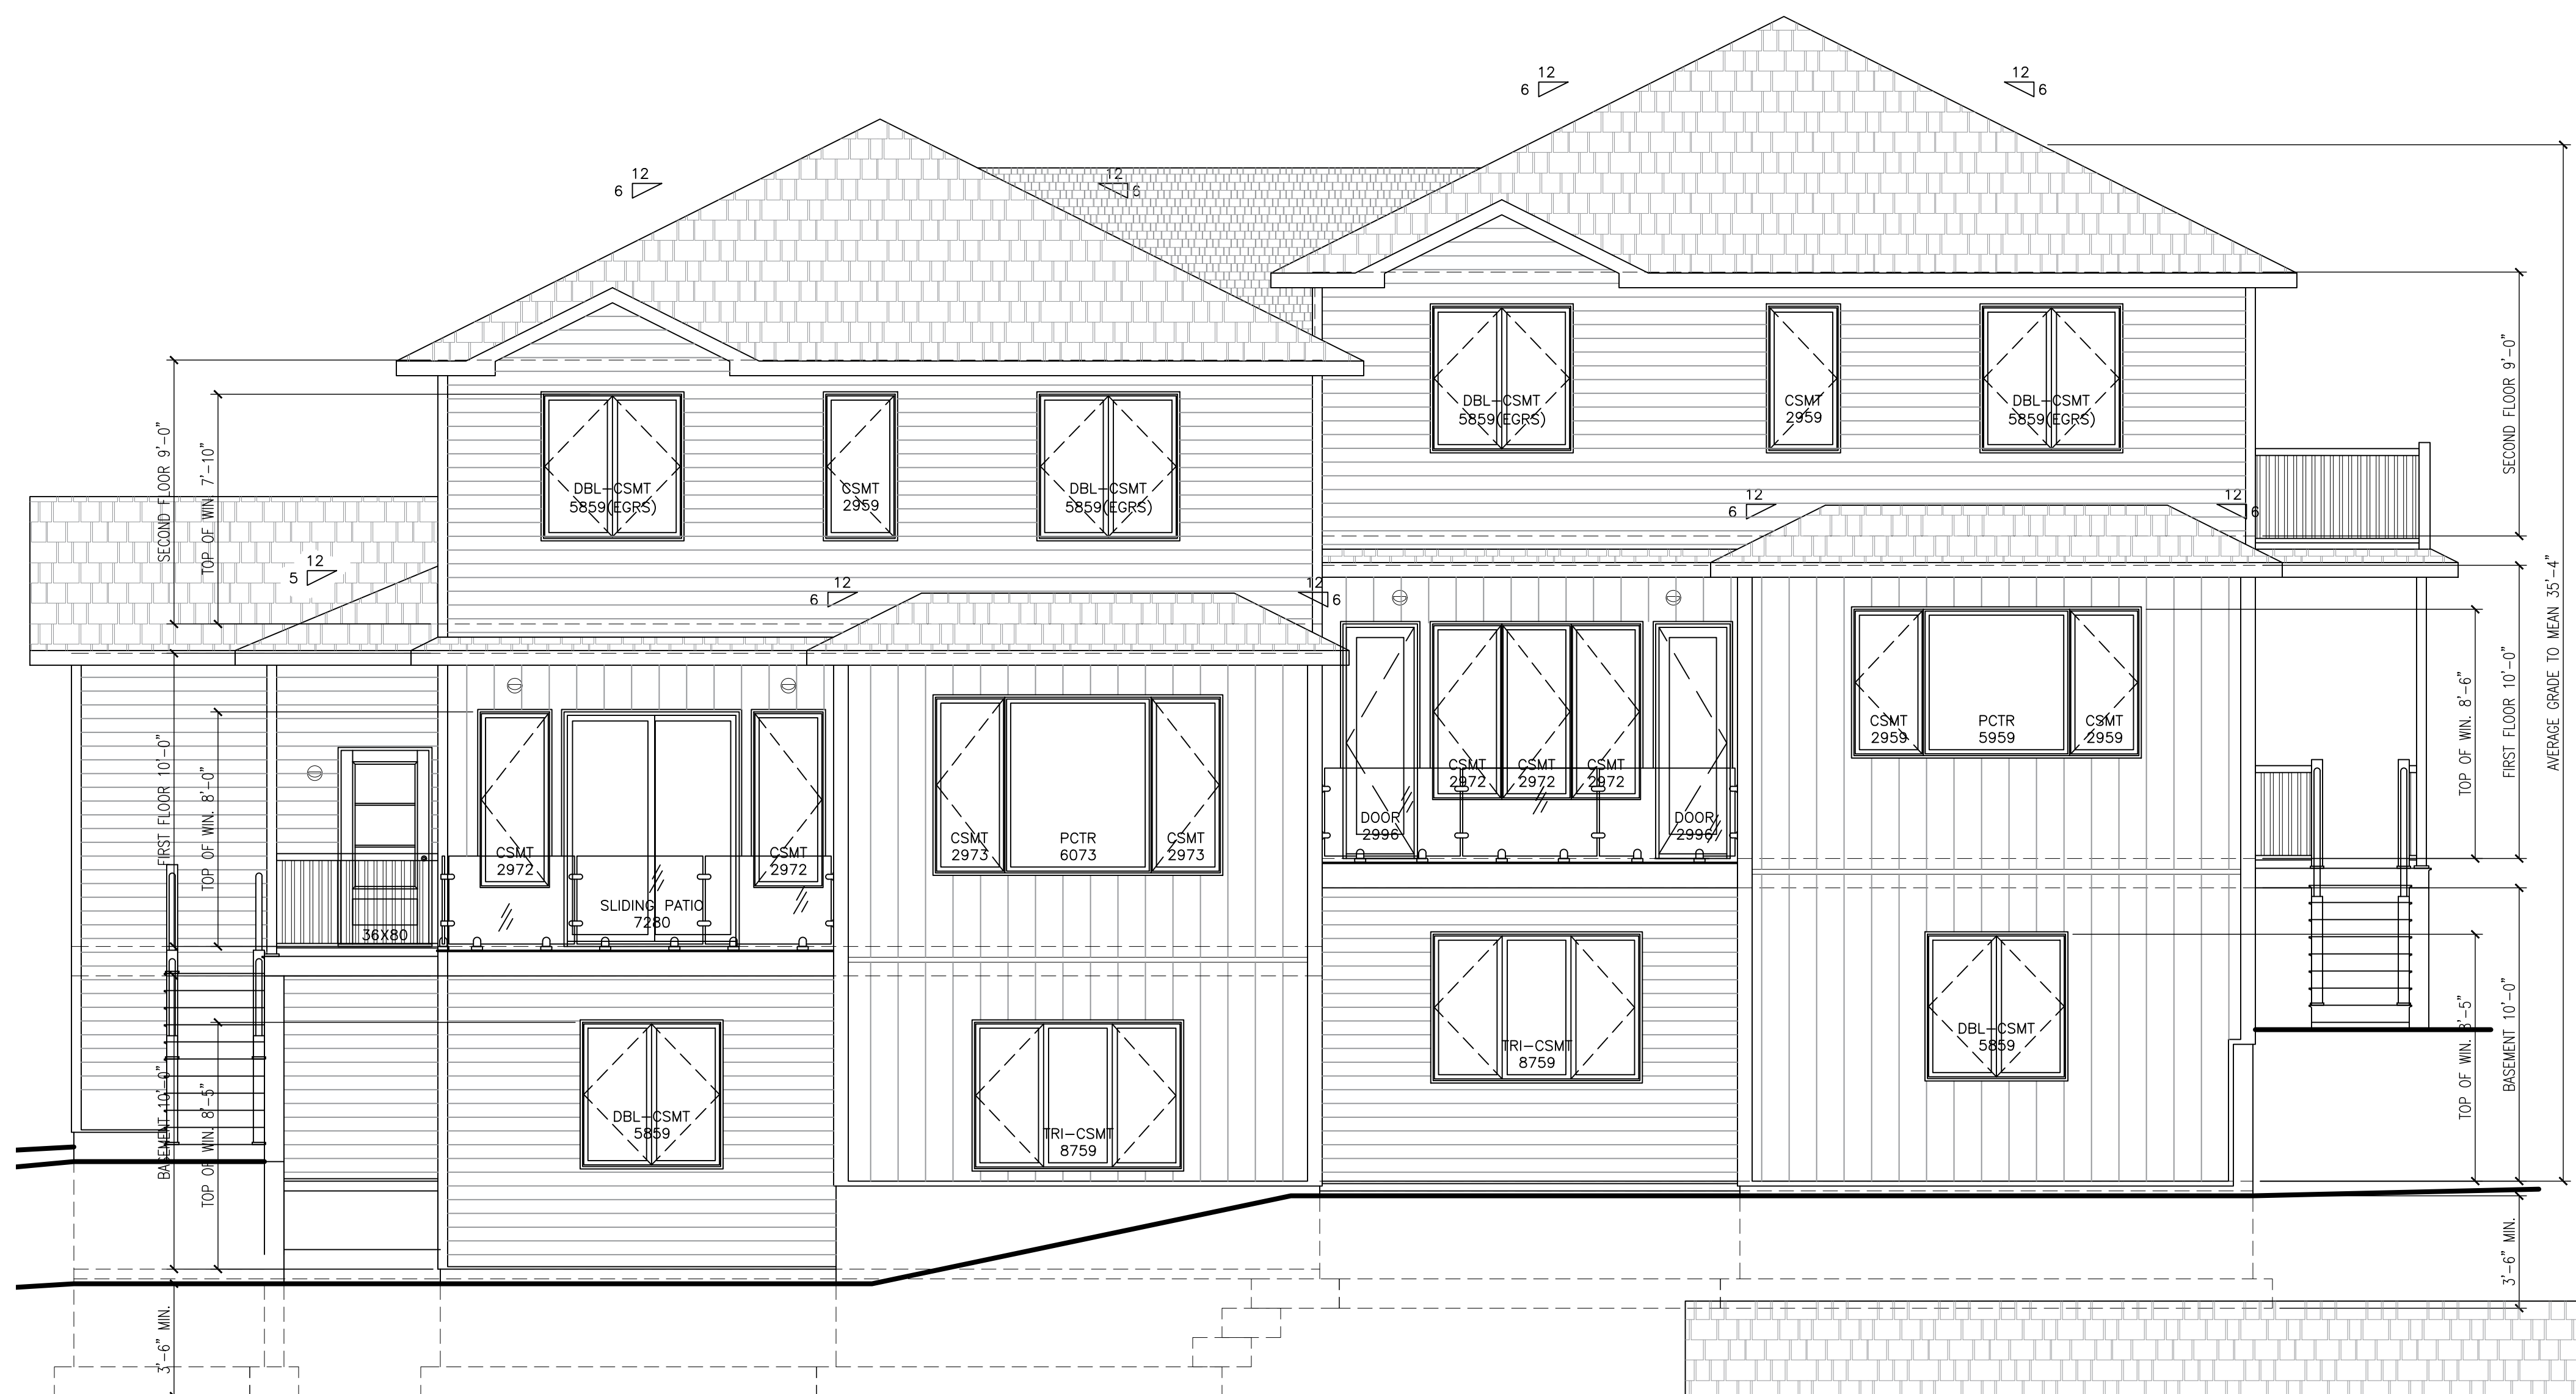 12
6
12
6
12
6
12
6
AVERAGE GRADE TO MEAN 35'-4"
SECOND FLOOR 9'-0"
TOP OF WIN. 7'-10"
DBL-CSMT
5859(EGRS)
CSMT
2959
DBL-CSMT
5859(EGRS)
DBL-CSMT
5859(EGRS)
CSMT
2959
DBL-CSMT
5859(EGRS)
SECOND FLOOR 9'-0"
12
5
12
6
12
6
12
6
12
6
FIRST FLOOR 10'-0"
TOP OF WIN. 8'-0"
36X80
CSMT
2972
SLIDING PATIO
7280
CSMT
2972
CSMT
2973
PCTR
6073
CSMT
2973
DOOR
2996
CSMT
2972
CSMT
2972
CSMT
2972
DOOR
2996
CSMT
2959
PCTR
5959
CSMT
2959
TOP OF WIN. 8'-6"
FIRST FLOOR 10'-0"
BASEMENT 10'-0"
TOP OF WIN. 8'-5"
DBL-CSMT
5859
TRI-CSMT
8759
TRI-CSMT
8759
DBL-CSMT
5859
TOP OF WIN. 8'-5"
BASEMENT 10'-0"
3'-6" MIN.
3'-6" MIN.